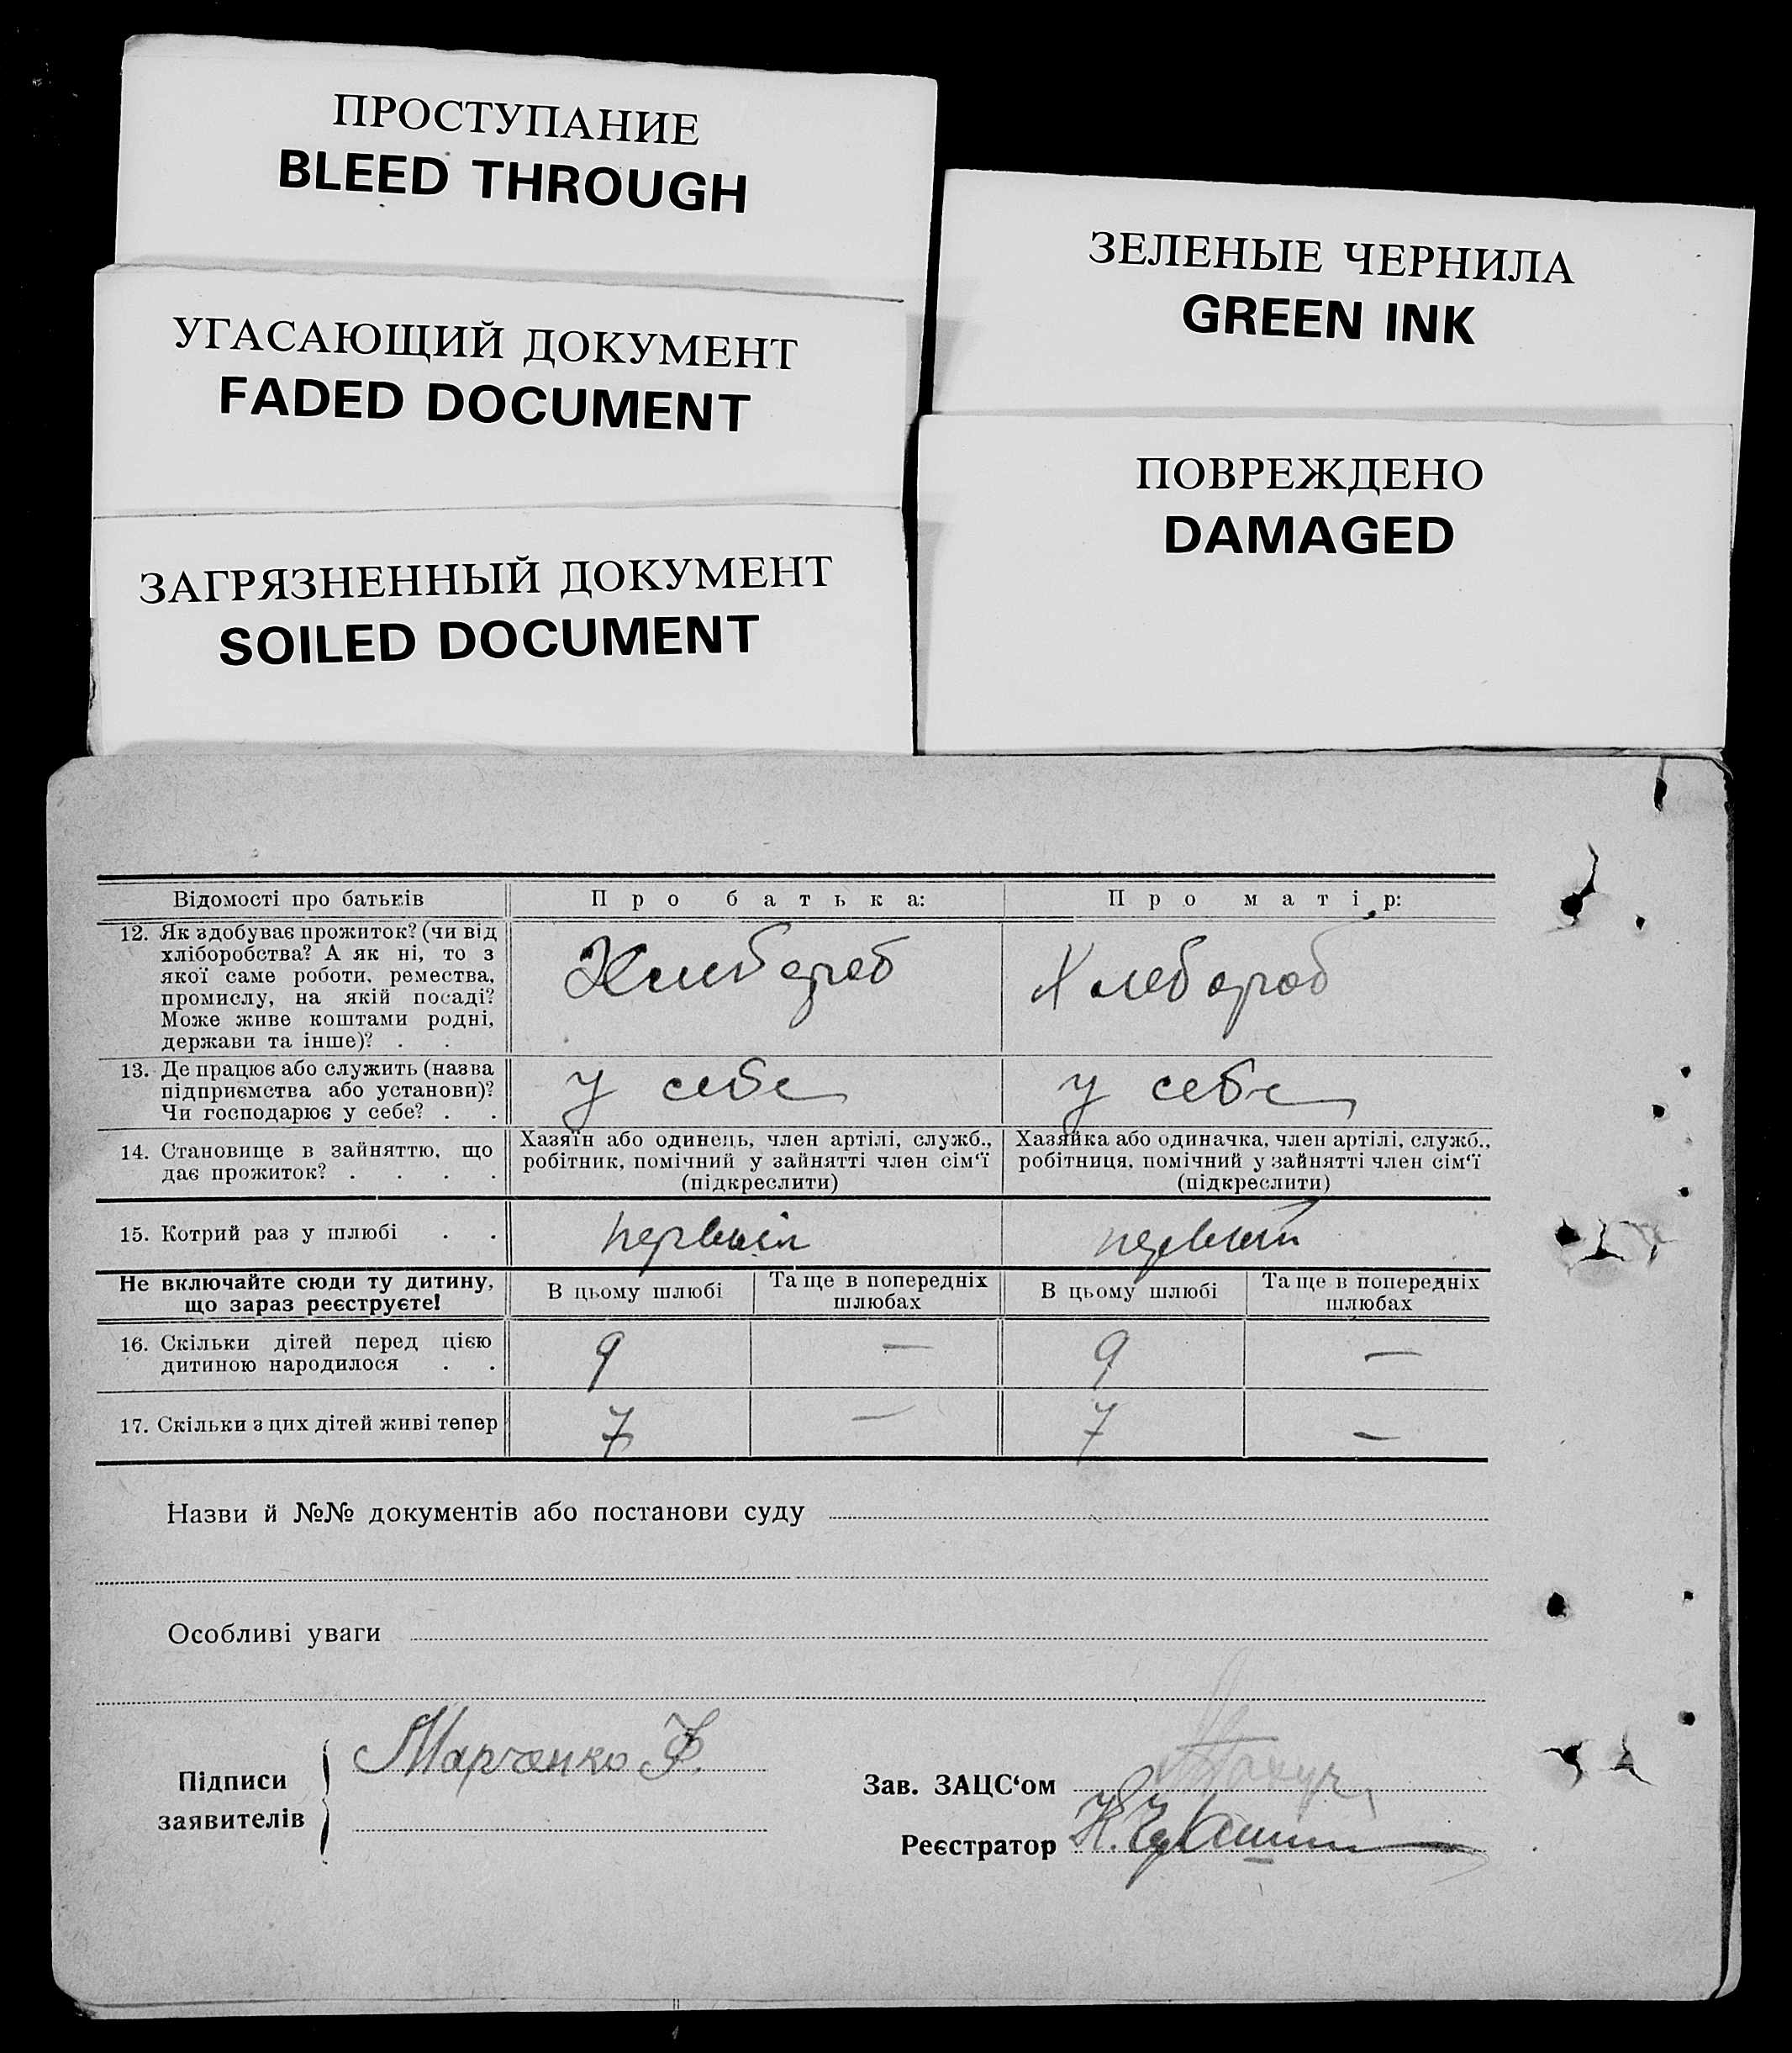 ПРОСТУПАНИЕ
BLEED THROUGH
УГАСАЮЩИЙ ДОКУМЕНТ
FADED DOCUMENT
ЗАГРЯЗНЕННЫЙ ДОКУМЕНТ
SOILED DOCUMENT
ЗЕЛЕНЫЕ ЧЕРНИЛА
GREEN INK
ПОВРЕЖДЕНО
DAMAGED
Відомості про батьків
Про батька:
Про матір:
12. Як здобуває прожиток? (чи від
хліборобства? А як ні, то з
якої саме роботи, ремества,
промислу, на якій посаді?
Може живе коштами родні,
держави та інше)? . .
Хлебороб
Хлебороб
13. Де працює або служить (назва
підприємства або установи)?
Чи господарює у себе? . .
у себе
у себе
14. Становище в зайняттю, що
дає прожиток? . . . .
Хазяїн або одинець, член артілі, служб.,
робітник, помічний у зайнятті член сім‘ї
(підкреслити)
Хазяйка або одиначка, член артілі, служб.,
робітниця, помічний у зайнятті член сім‘ї
(підкреслити)
15. Котрий раз у шлюбі . .
первый
первый
Не включайте сюди ту дитину,
що зараз реєструєте!
В цьому шлюбі
Та ще в попередніх
шлюбах
В цьому шлюбі
Та ще в попередніх
шлюбах
16. Скільки дітей перед цією
дитиною народилося . .
9 — 9 —
17. Скільки з цих дітей живі тепер
7 — 7 —
Назви й №№ документів або постанови суду
Особливі уваги
Підписи
заявителів
Марченко Ф.
Зав. ЗАЦС‘ом
Реєстратор